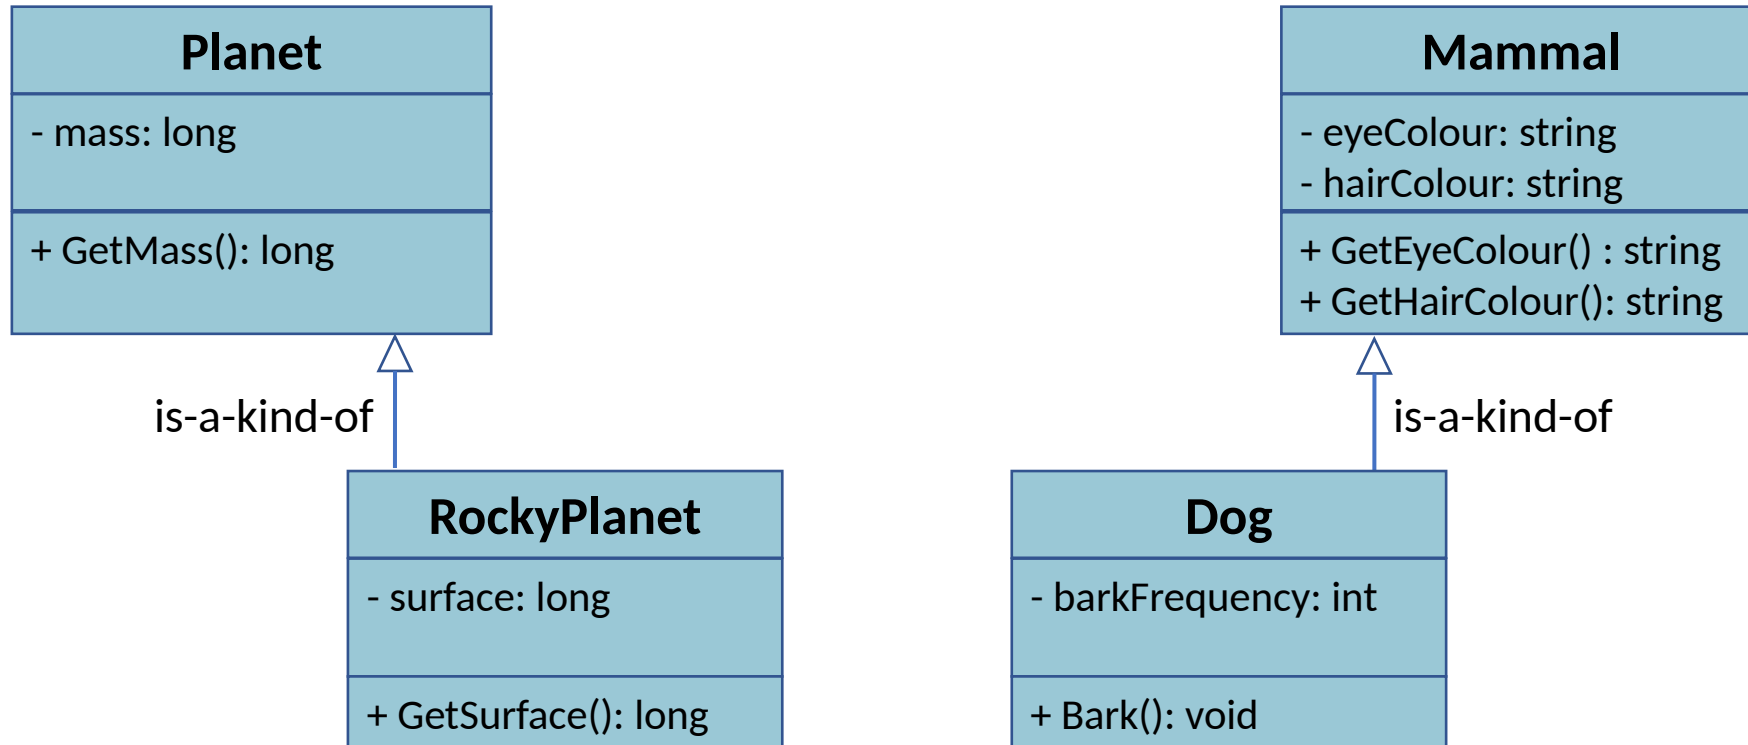 Planet
- mass: long
+ GetMass(): long
is-a-kind-of
RockyPlanet
- surface: long
+ GetSurface(): long
Mammal
- eyeColour: string
- hairColour: string
+ GetEyeColour() : string
+ GetHairColour(): string
is-a-kind-of
Dog
- barkFrequency: int
+ Bark(): void